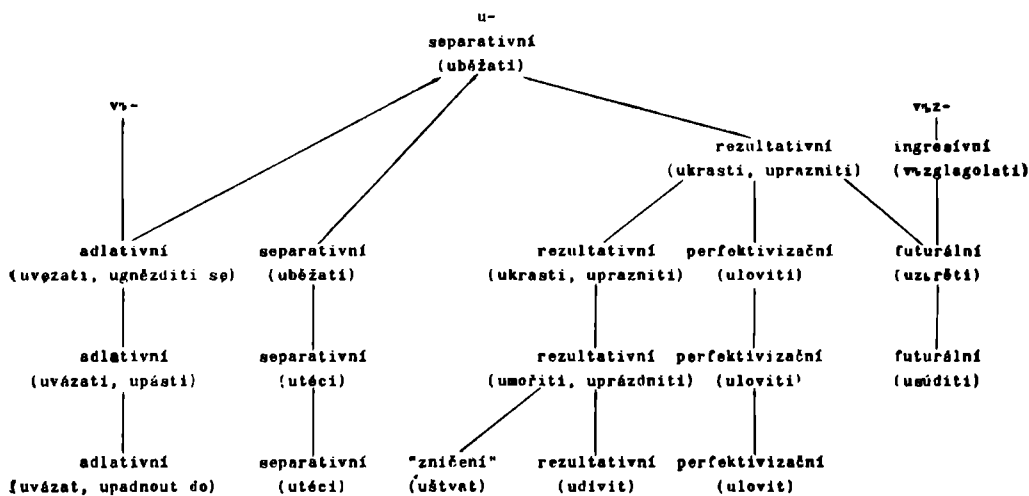 u-
separativní
(uběžati)
vъ- vъz-
rezultativní ingresívní
(ukrasti, uprazniti) (vъzglagolati)
adlativní separativní rezultativní perfektivizační futurální
(uvęzati, ugnězditi sę) (uběžati) (ukrasti, uprazniti) (uloviti) (uzьrěti)
adlativní separativní rezultativní perfektivizační futurální
(uvázati, upásti) (utéci) (umořiti, uprázdniti) (uloviti) (usúditi)
adlativní separativní "zničení" rezultativní perfektivizační
(uvázat, upadnout do) (utéci) (uštvat) (udivit) (ulovit)